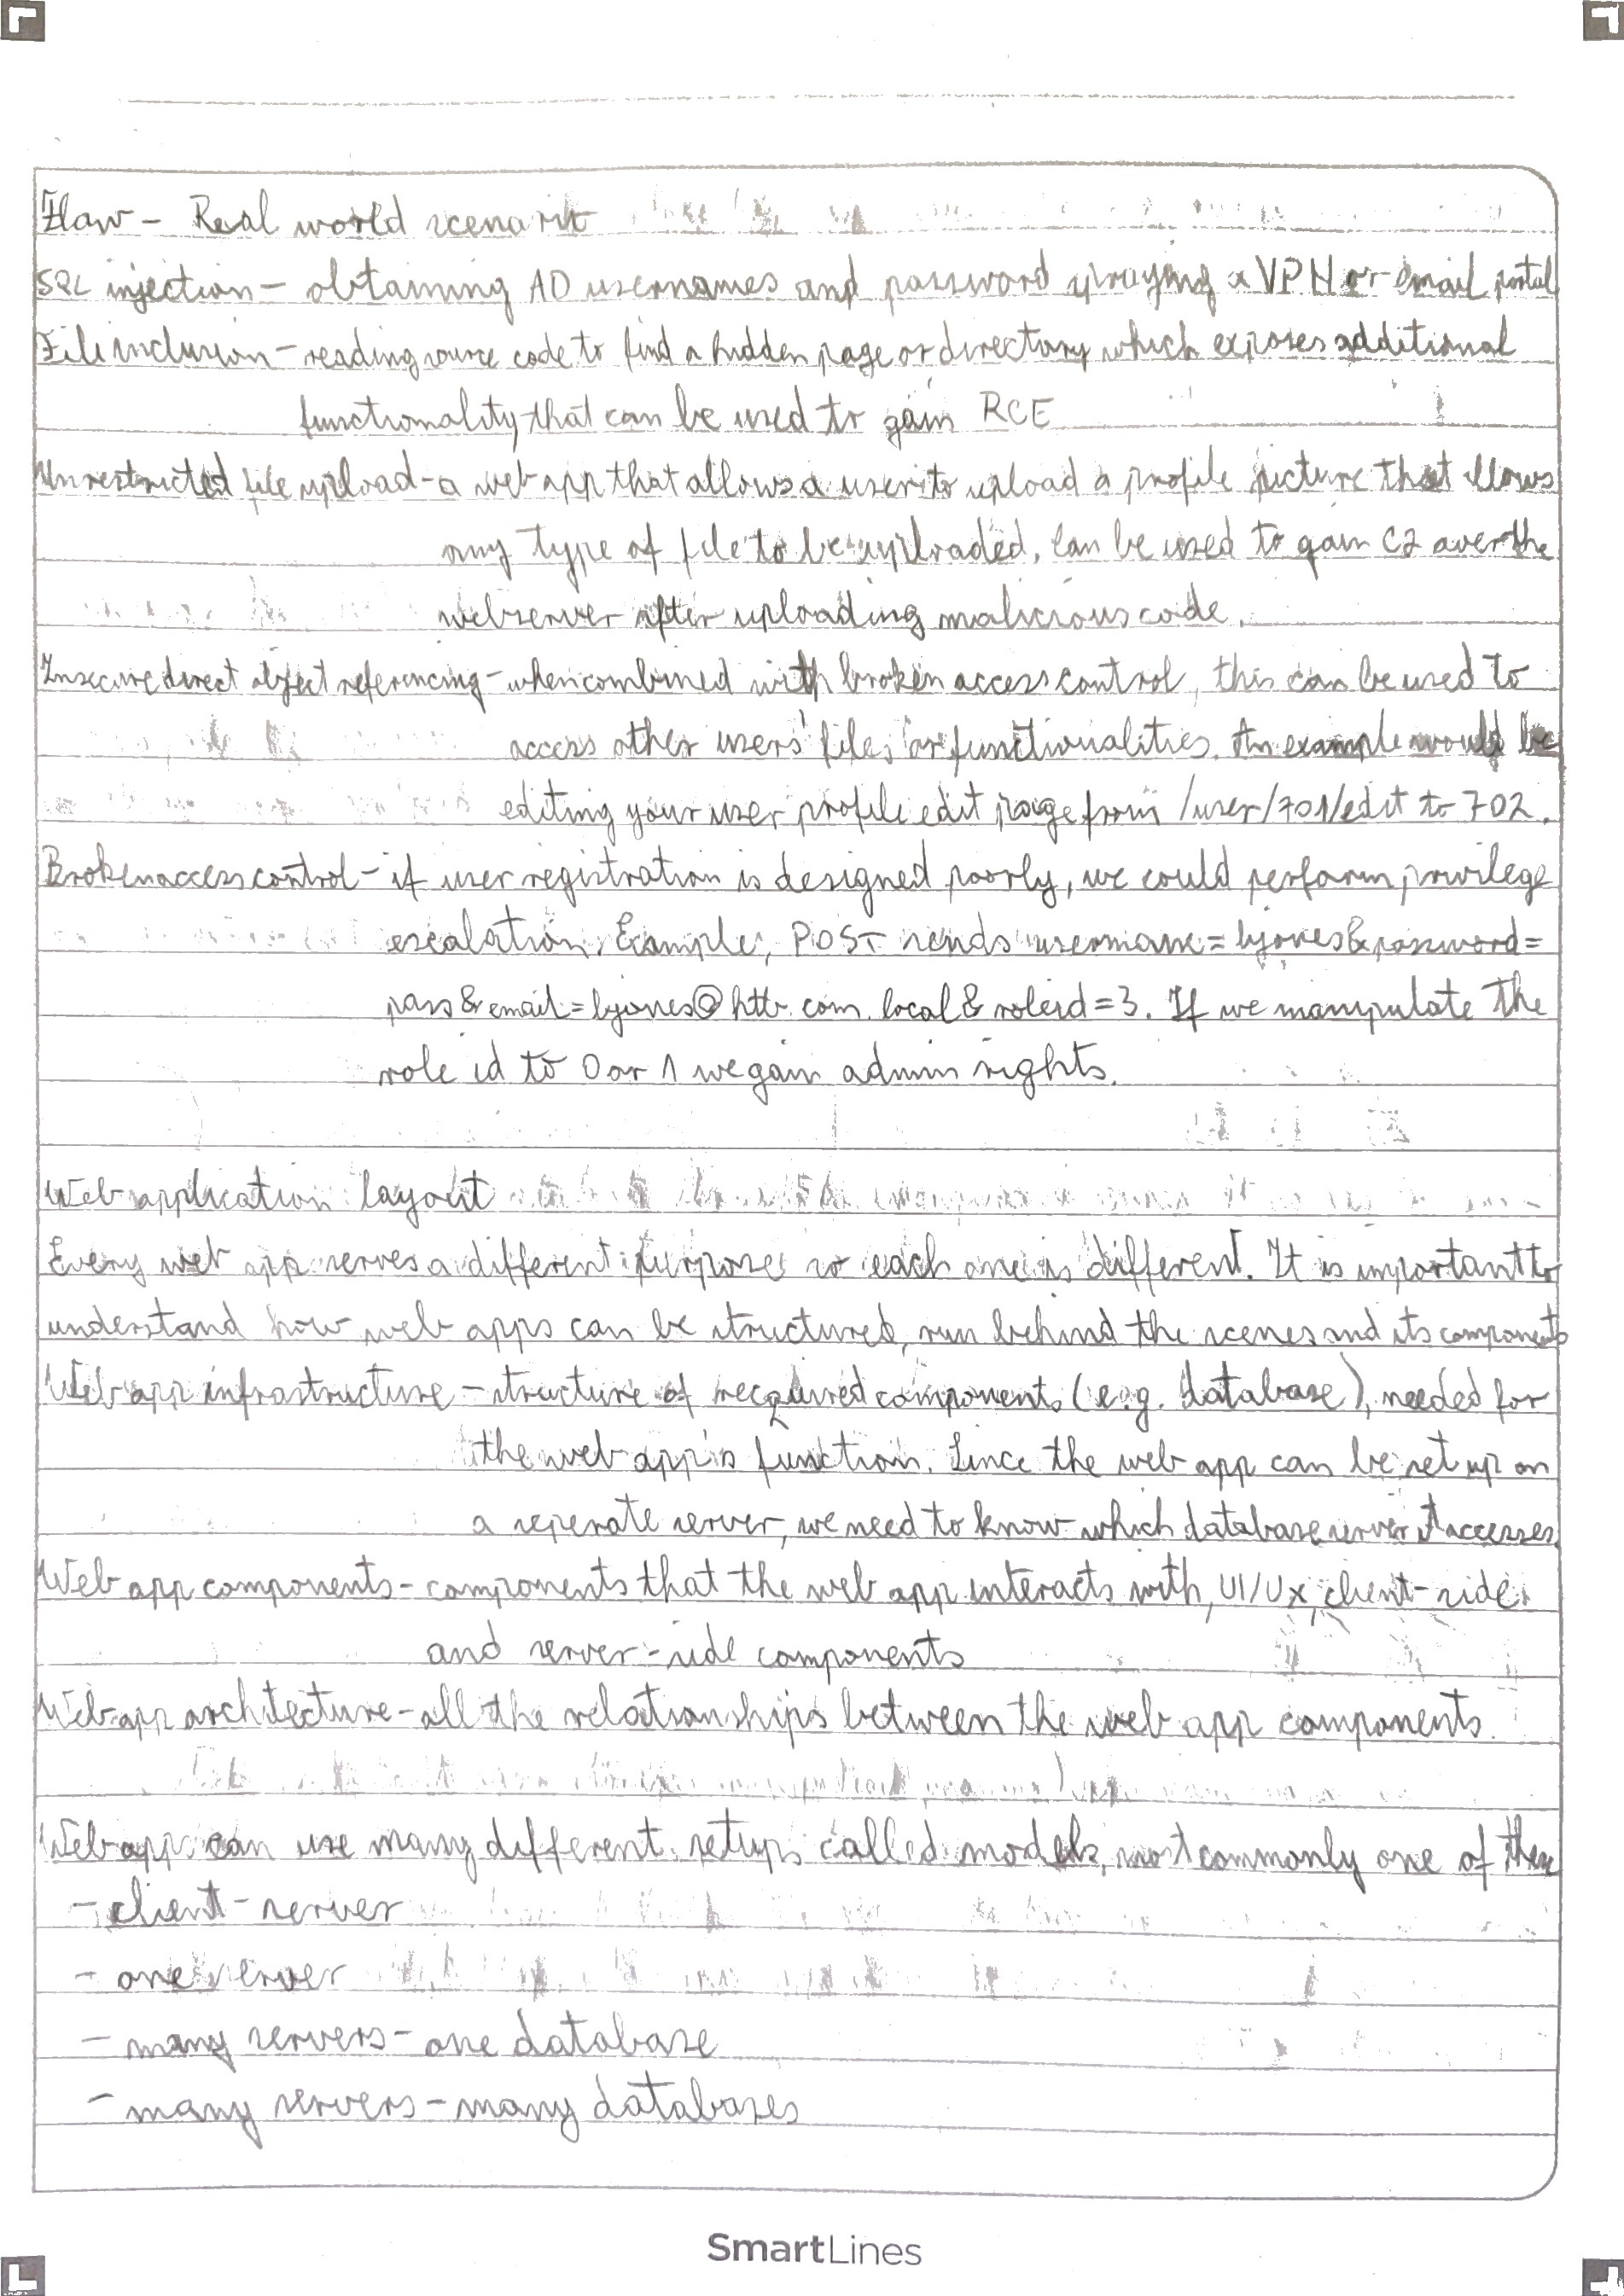 Flaw - Real world scenario
SQL injection - obtaining AD usernames and password spraying a VPN or email portal
File inclusion - reading source code to find a hidden page or directory which exposes additional
functionality that can be used to gain RCE
Unrestricted file upload - a web app that allows a user to upload a profile picture that allows
any type of file to be uploaded. Can be used to gain C2 over the
webserver after uploading malicious code.
Insecure direct object referencing - when combined with broken access control, this can be used to
access other users' files or functionalities. An example would be
editing your user profile edit page from /user/701/edit to 702.
Broken access control - if user registration is designed poorly, we could perform privilege
escalation. Example, POST sends username=bjones&password=
pass&email=bjones@htb.com.local&roleid=3. If we manipulate the
role id to 0 or 1 we gain admin rights.
Web application layout
Every web app serves a different purpose so each one is different. It is important to
understand how web apps can be structured, run behind the scenes and its components
Web app infrastructure - structure of required components (e.g. database), needed for
the web app's function. Since the web app can be set up on
a seperate server, we need to know which database server it accesses.
Web app components - components that the web app interacts with, UI/UX, client-side
and server-side components
Web app architecture - all the relationships between the web app components.
Web app can use many different setups called models, most commonly one of these
- client-server
- one server
- many servers - one database
- many servers - many databases
SmartLines